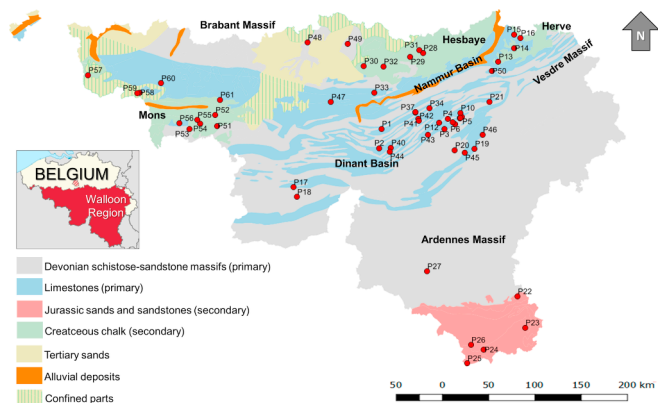 Brabant Massif
P48
P49
P15
P16
Herve
N
Hesbaye
P31
P28
P29
P14
P13
P30
P32
P50
Nammur Basin
Vesdre Massif
P57
P60
P59
P58
P33
P61
P47
P21
Mons
P52
P56
P55
P53
P54
P51
P37
P34
P42
P41
P10
P4
P5
P12
P3
P6
P1
P43
P46
P2
P40
P44
P20
P19
P45
Dinant Basin
BELGIUM
Walloon
Region
P17
P18
Ardennes Massif
P27
P22
P23
P26
P24
P25
Devonian schistose-sandstone massifs (primary)
Limestones (primary)
Jurassic sands and sandstones (secondary)
Creatceous chalk (secondary)
Tertiary sands
Alluvial deposits
Confined parts
50 0 50 100 150 200 km